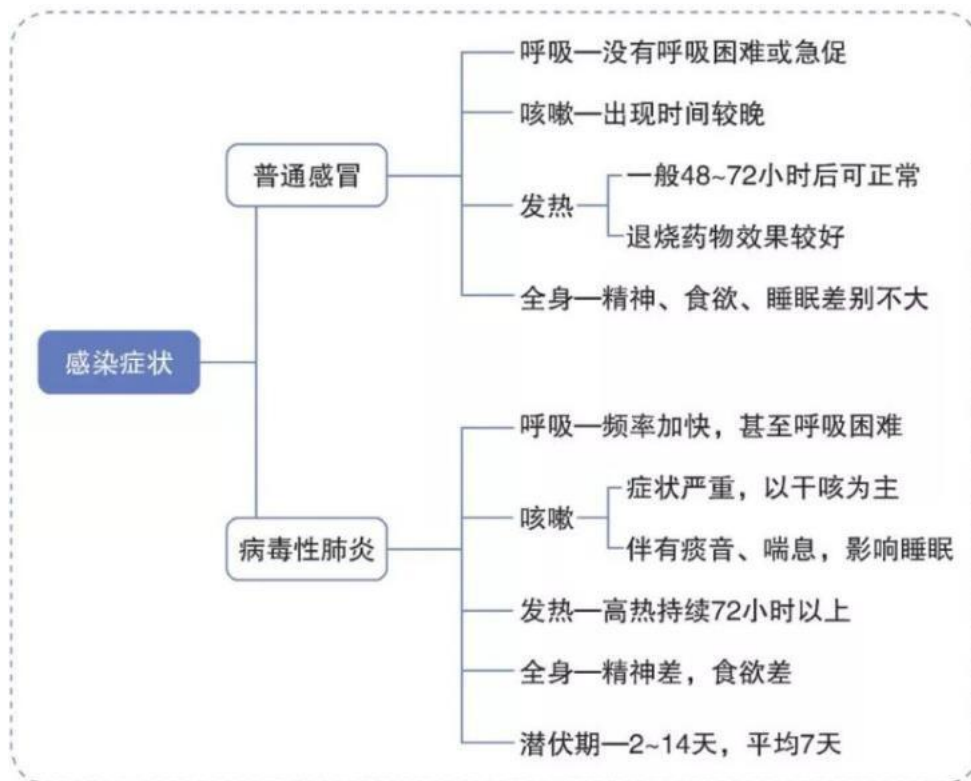 感染症状
普通感冒
呼吸—没有呼吸困难或急促
咳嗽—出现时间较晚
发热
一般48~72小时后可正常
退烧药物效果较好
全身—精神、食欲、睡眠差别不大
病毒性肺炎
呼吸—频率加快，甚至呼吸困难
咳嗽
症状严重，以干咳为主
伴有痰音、喘息，影响睡眠
发热—高热持续72小时以上
全身—精神差，食欲差
潜伏期—2~14天，平均7天